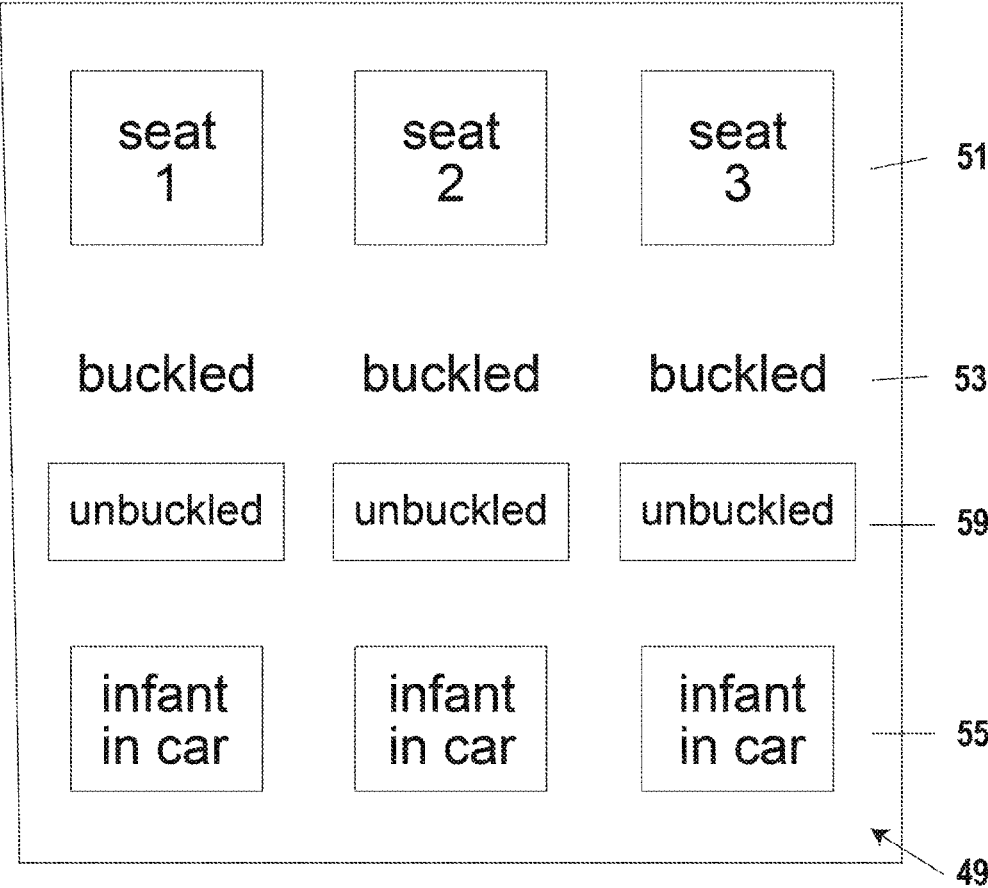 seat seat seat 51
1 2 3
buckled buckled buckled 53
unbuckled unbuckled unbuckled 59
infant infant infant 55
in car in car in car
49